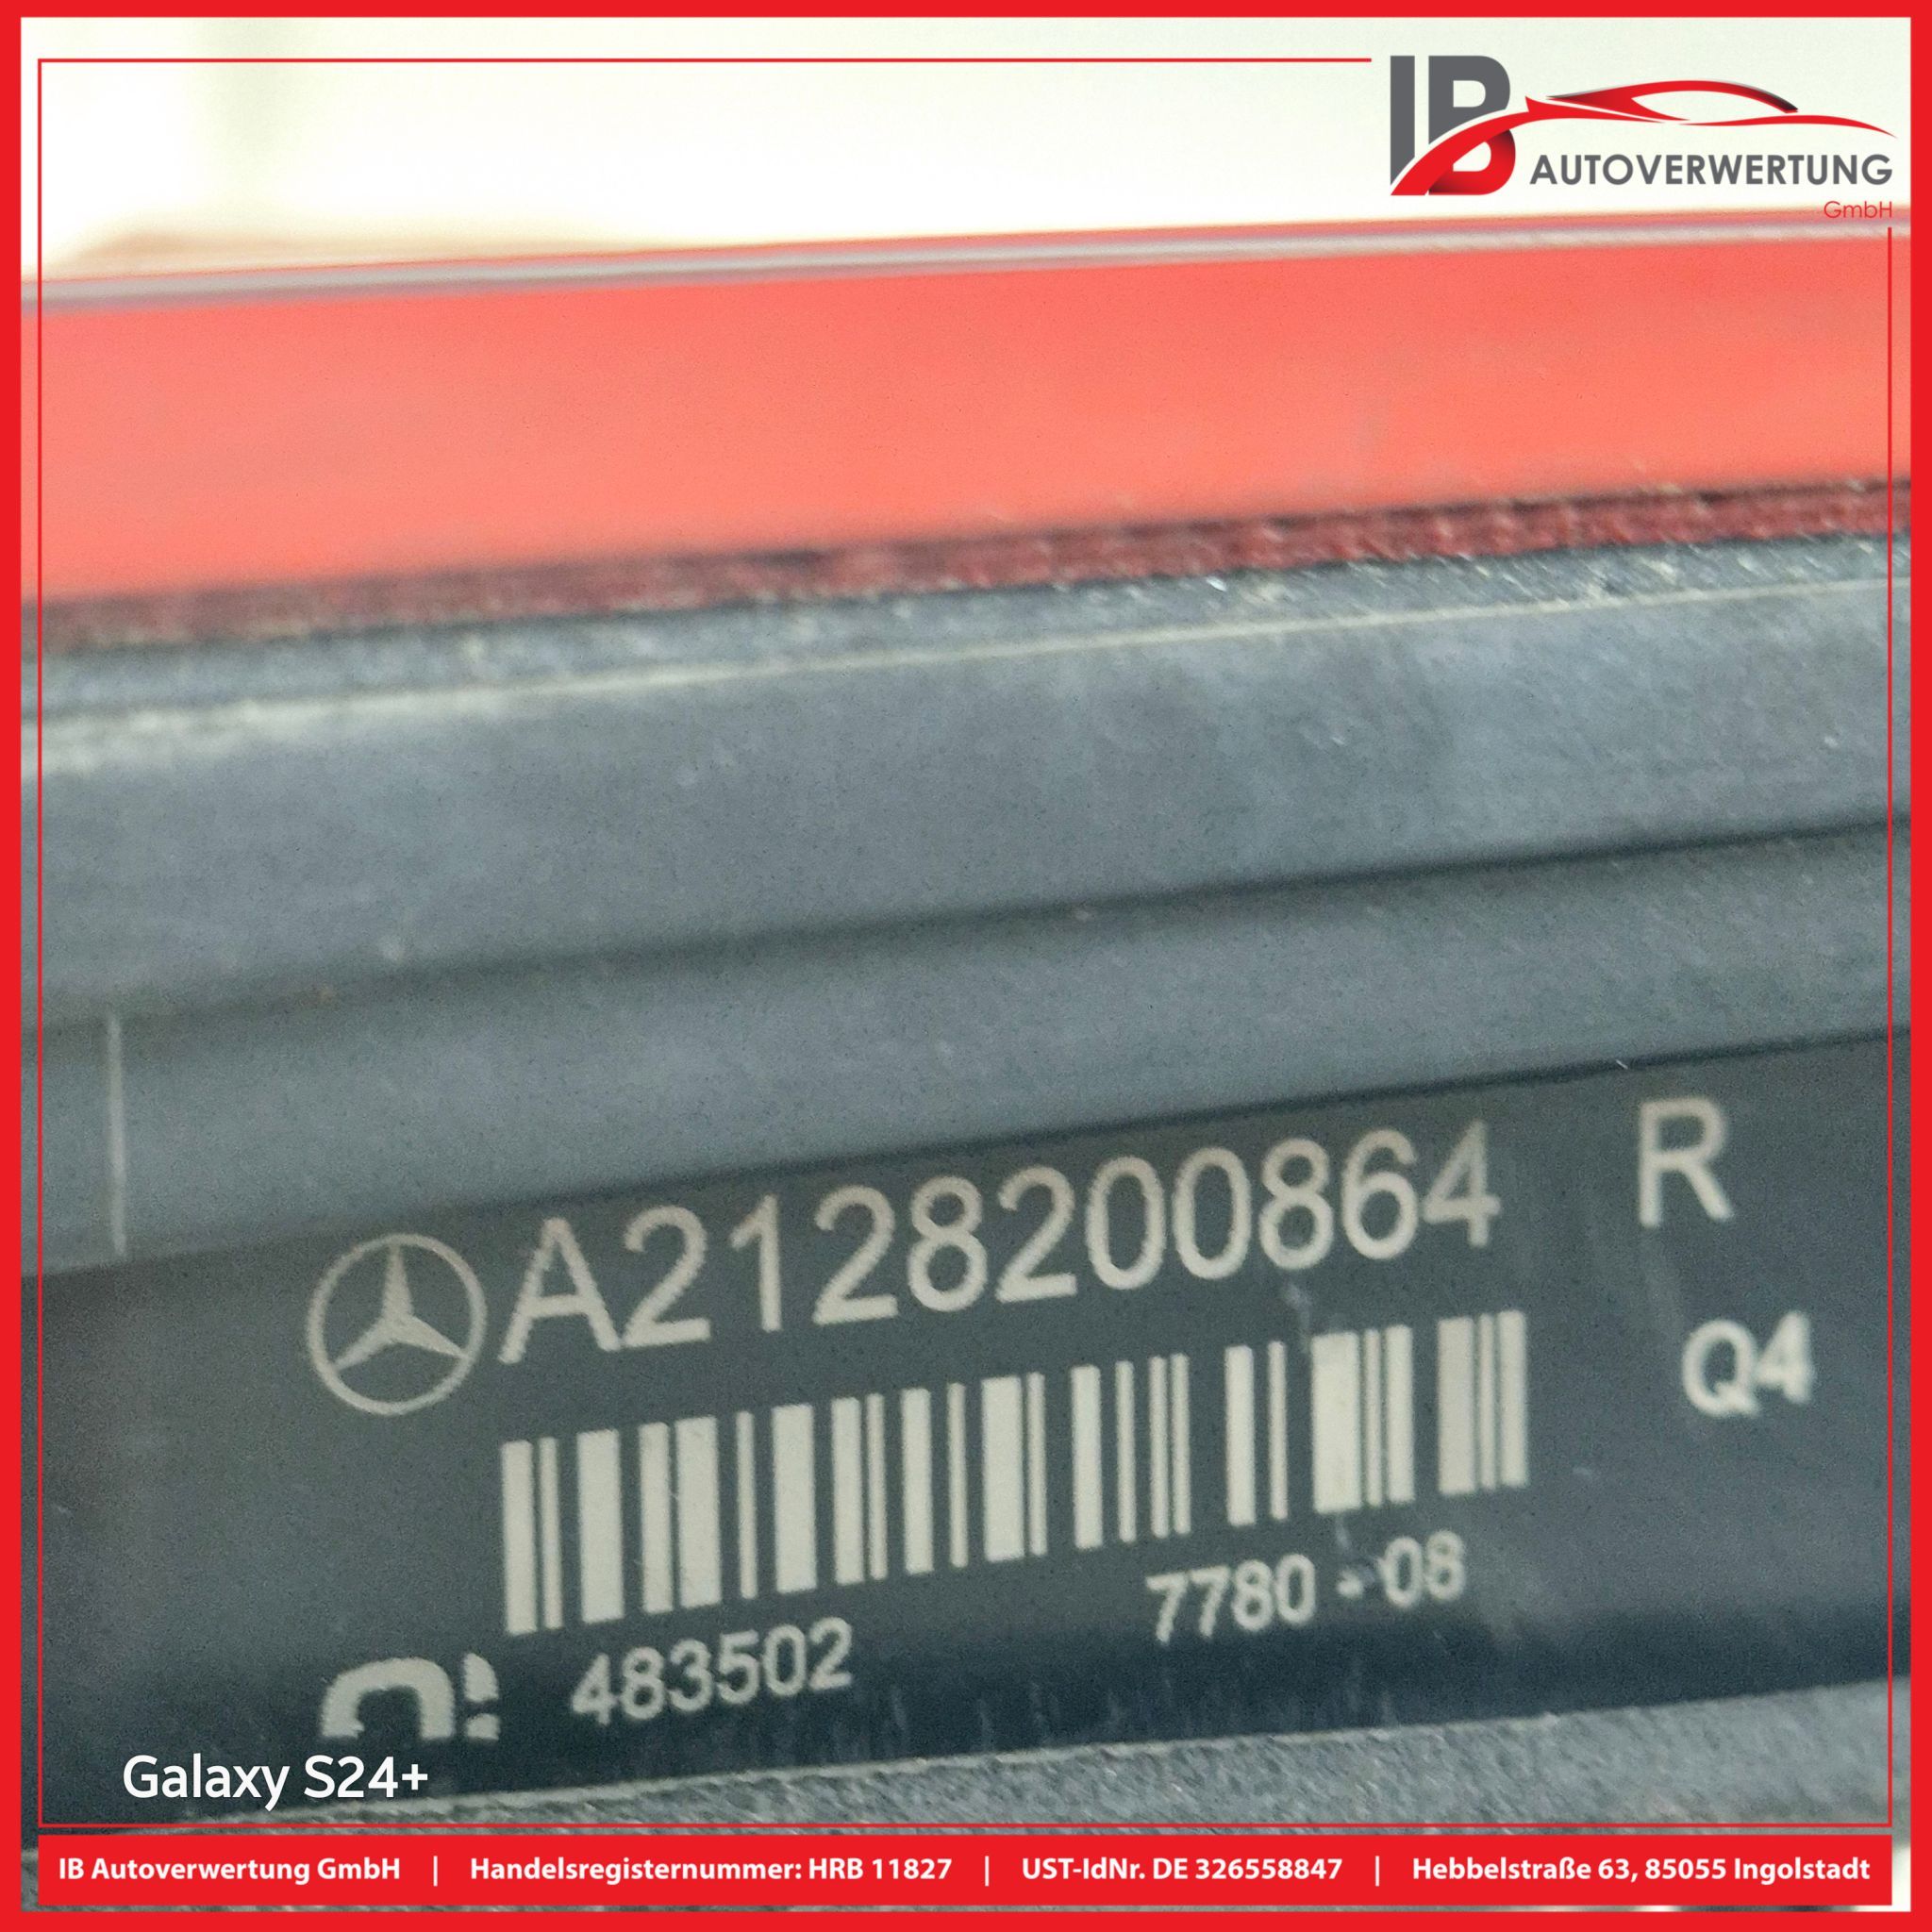 IB
AUTOVERWERTUNG
GmbH
A2128200864 R
Q4
483502 7780-08
Galaxy S24+
IB Autoverwertung GmbH | Handelsregisternummer: HRB 11827 | UST-IdNr. DE 326558847 | Hebbelstraße 63, 85055 Ingolstadt